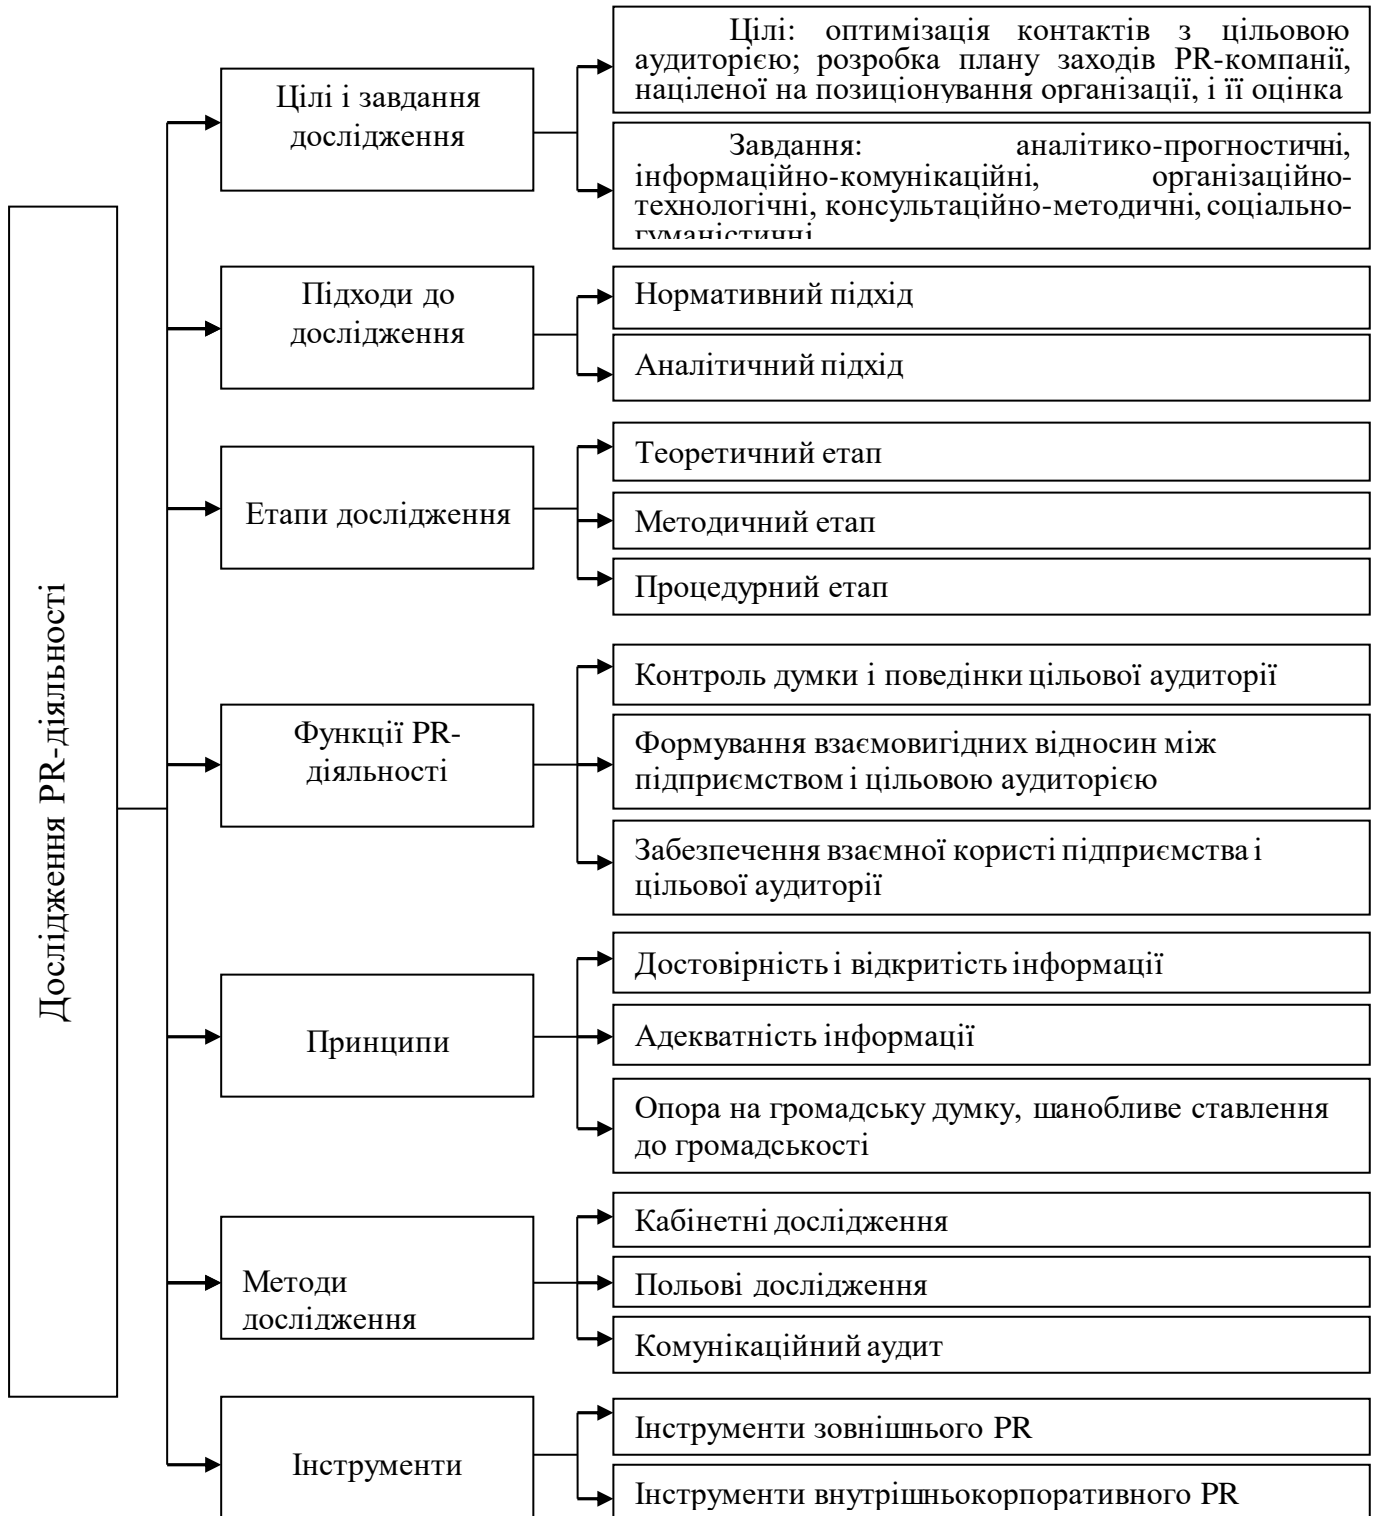 Дослідження PR-діяльності
Цілі і завдання
дослідження
Цілі: оптимізація контактів з цільовою
аудиторією; розробка плану заходів PR-компанії,
націленої на позиціонування організації, і її оцінка
Завдання: аналітико-прогностичні,
інформаційно-комунікаційні, організаційно-
технологічні, консультаційно-методичні, соціально-
гуманістичні
Підходи до
дослідження
Нормативний підхід
Аналітичний підхід
Етапи дослідження
Теоретичний етап
Методичний етап
Процедурний етап
Функції PR-
діяльності
Контроль думки і поведінки цільової аудиторії
Формування взаємовигідних відносин між
підприємством і цільовою аудиторією
Забезпечення взаємної користі підприємства і
цільової аудиторії
Принципи
Достовірність і відкритість інформації
Адекватність інформації
Опора на громадську думку, шанобливе ставлення
до громадськості
Методи
дослідження
Кабінетні дослідження
Польові дослідження
Комунікаційний аудит
Інструменти
Інструменти зовнішнього PR
Інструменти внутрішньокорпоративного PR